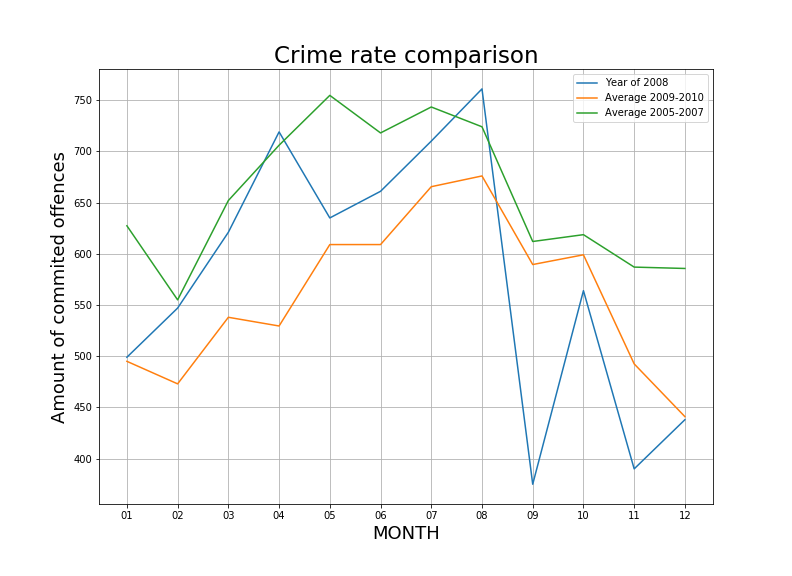 Crime rate comparison
Year of 2008
Average 2009-2010
Average 2005-2007
Amount of commited offences
750
700
650
600
550
500
450
400
01 02 03 04 05 06 07 08 09 10 11 12
MONTH